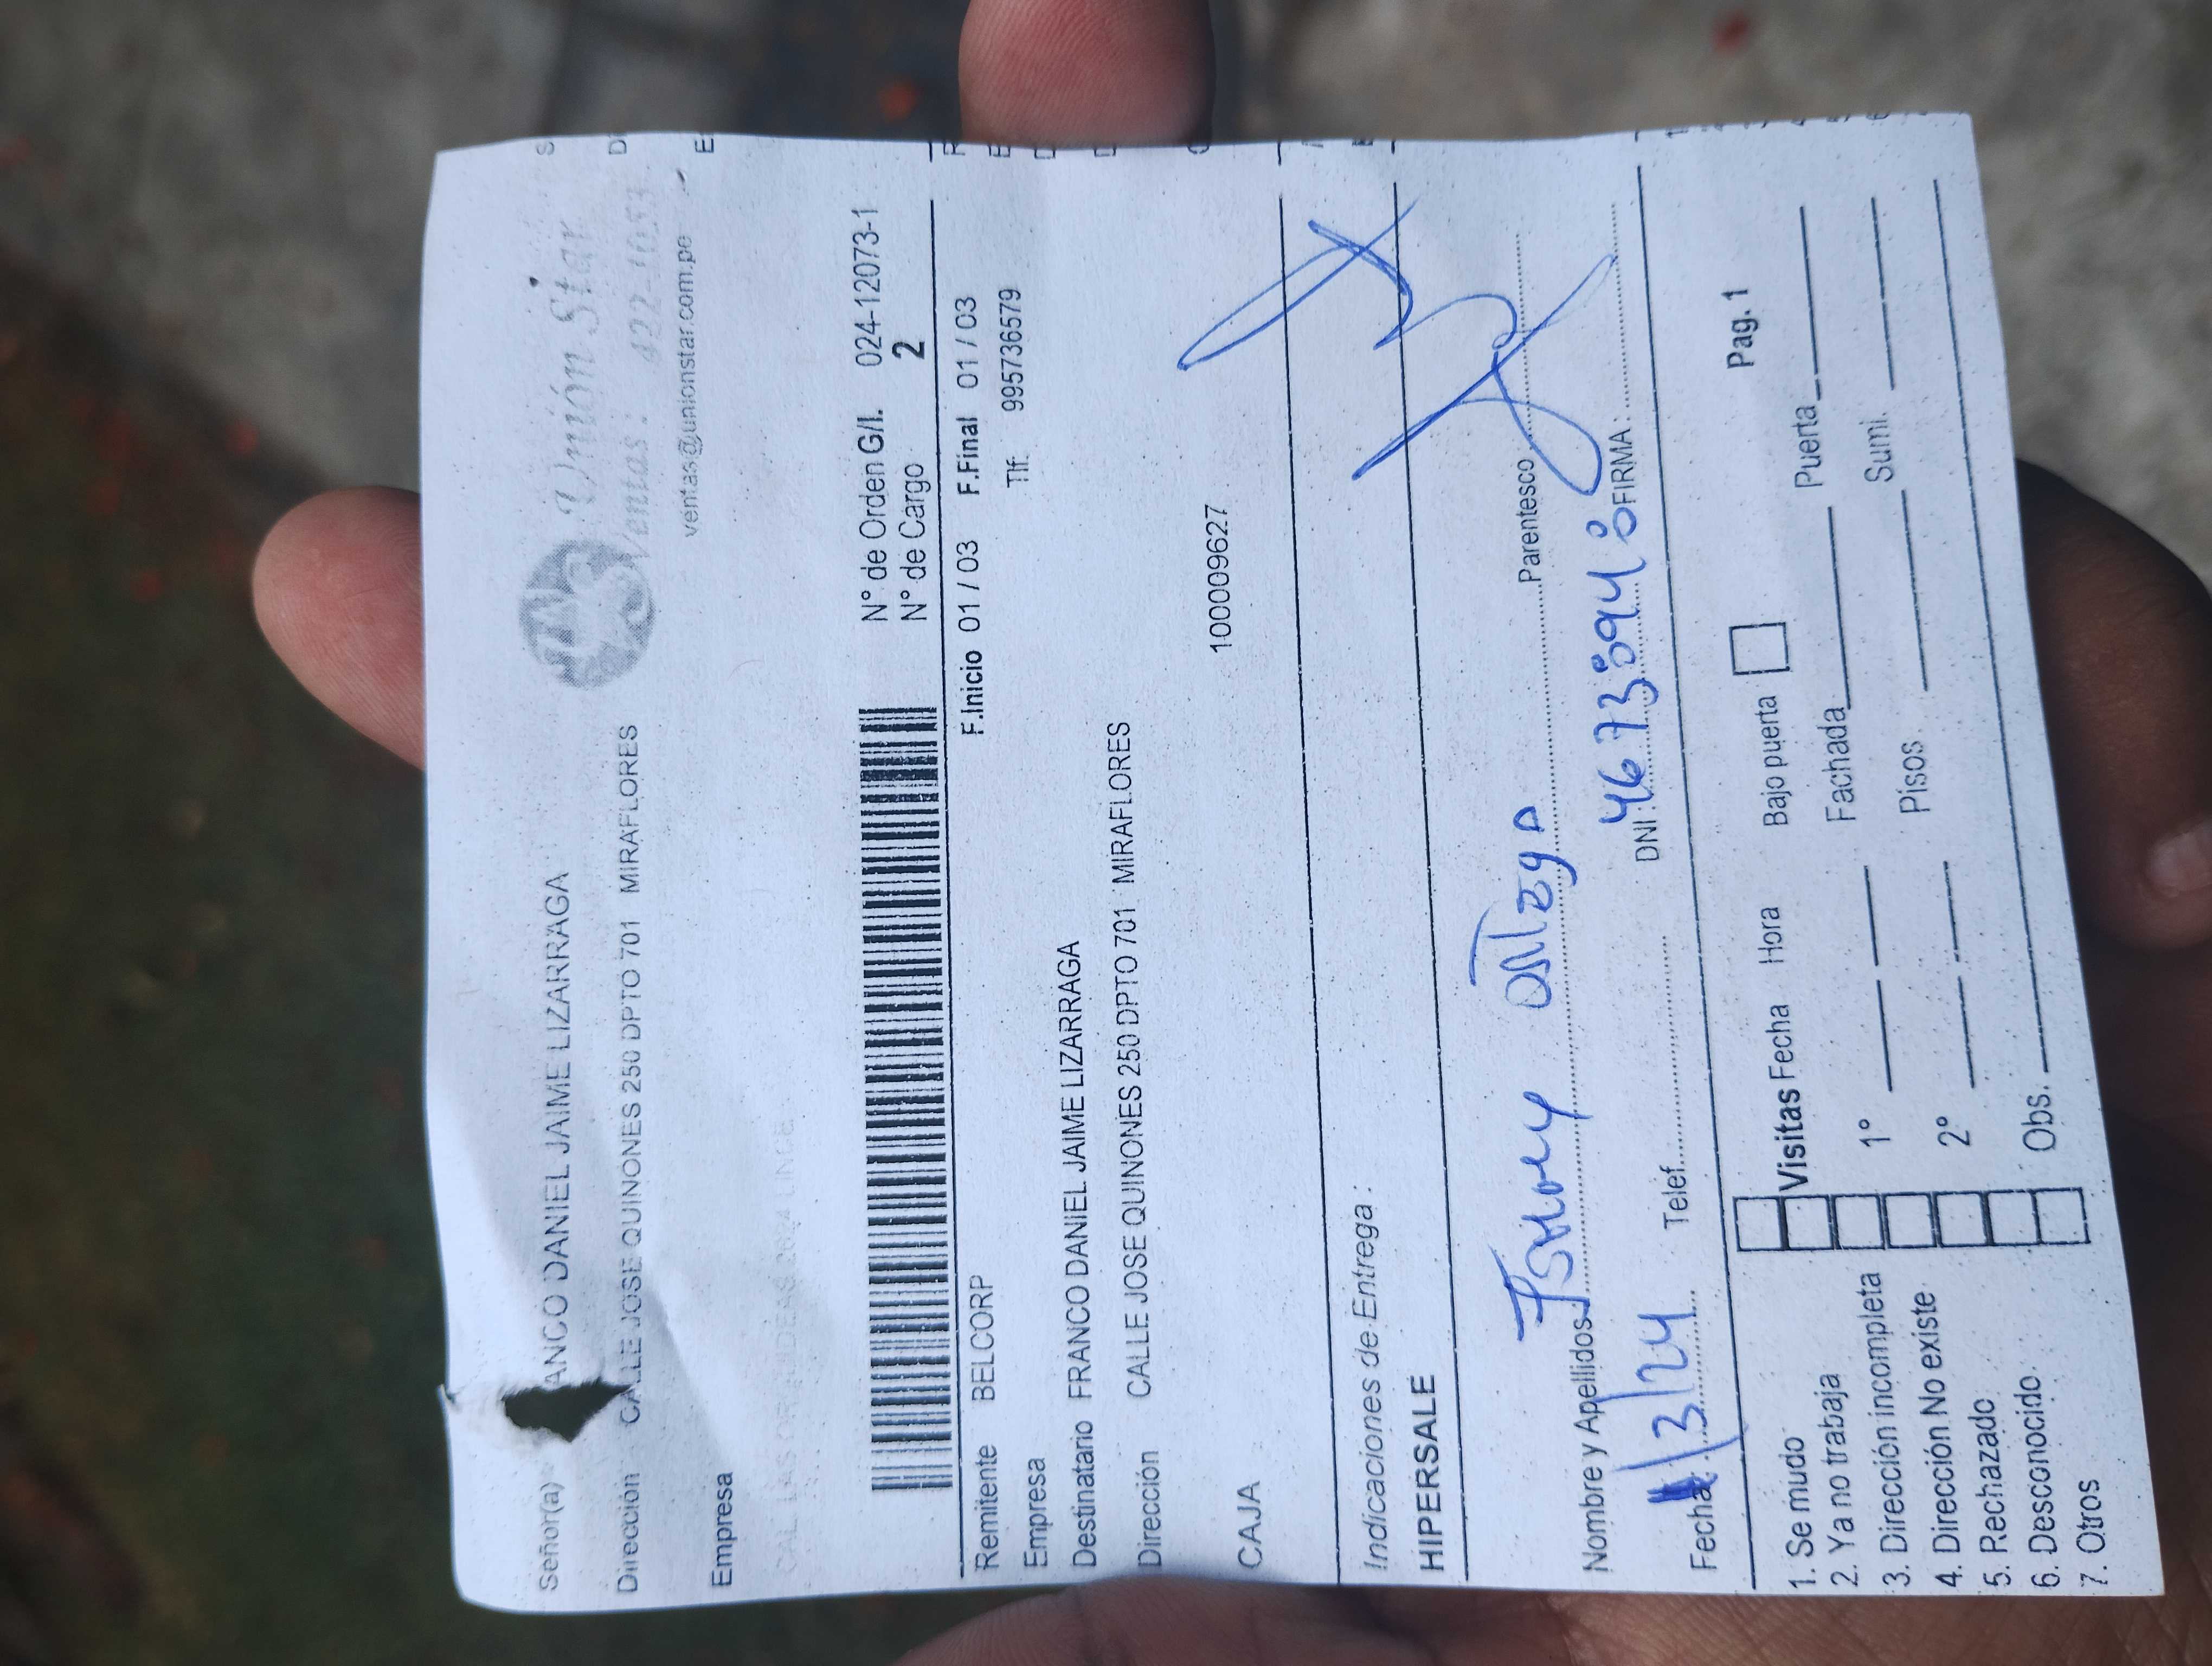 Señor(a) ANCO DANIEL JAIME LIZARRAGA
Unión Star
Ventas : 422-1053
Dirección CALLE JOSE QUINONES 250 DPTO 701 MIRAFLORES
ventas@unionstar.com.pe
Empresa
N° de Orden G/I. 024-12073-1
N° de Cargo 2
F.Inicio 01 / 03 F.Final 01 / 03
Remitente BELCORP
Tlf. 995736579
Empresa
Destinatario FRANCO DANIEL JAIME LIZARRAGA
Dirección CALLE JOSE QUINONES 250 DPTO 701 MIRAFLORES
CAJA 100009627
Indicaciones de Entrega :
HIPERSALE
Nombre y Apellidos Parentesco
Fecha 1/3/24 Telef. DNI FIRMA:
Pag. 1
1. Se mudo Visitas Fecha Hora Bajo puerta
2. Ya no trabaja 1° Fachada Puerta
3. Dirección incompleta
4. Dirección No existe 2° Pisos Sumi.
5. Rechazado
6. Desconocido Obs.
7. Otros